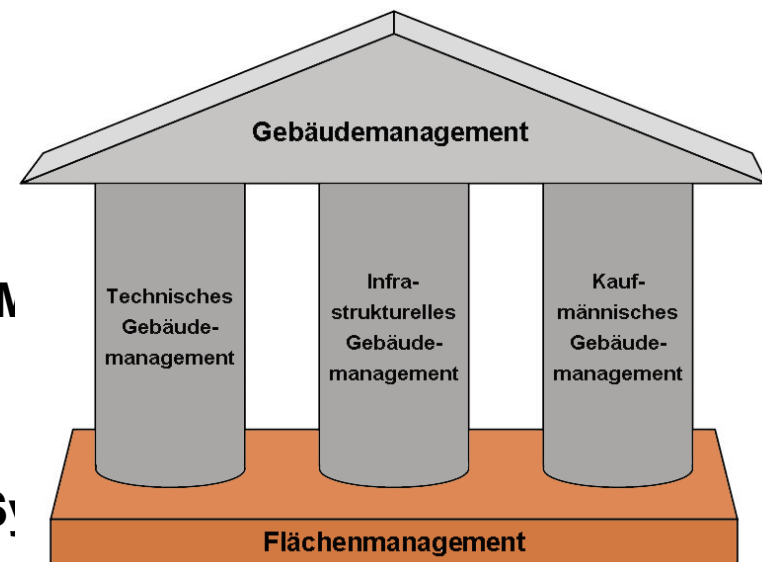 Gebäudemanagement
Technisches
Gebäude-
management
Infra-
strukturelles
Gebäude-
management
Kauf-
männisches
Gebäude-
management
Flächenmanagement